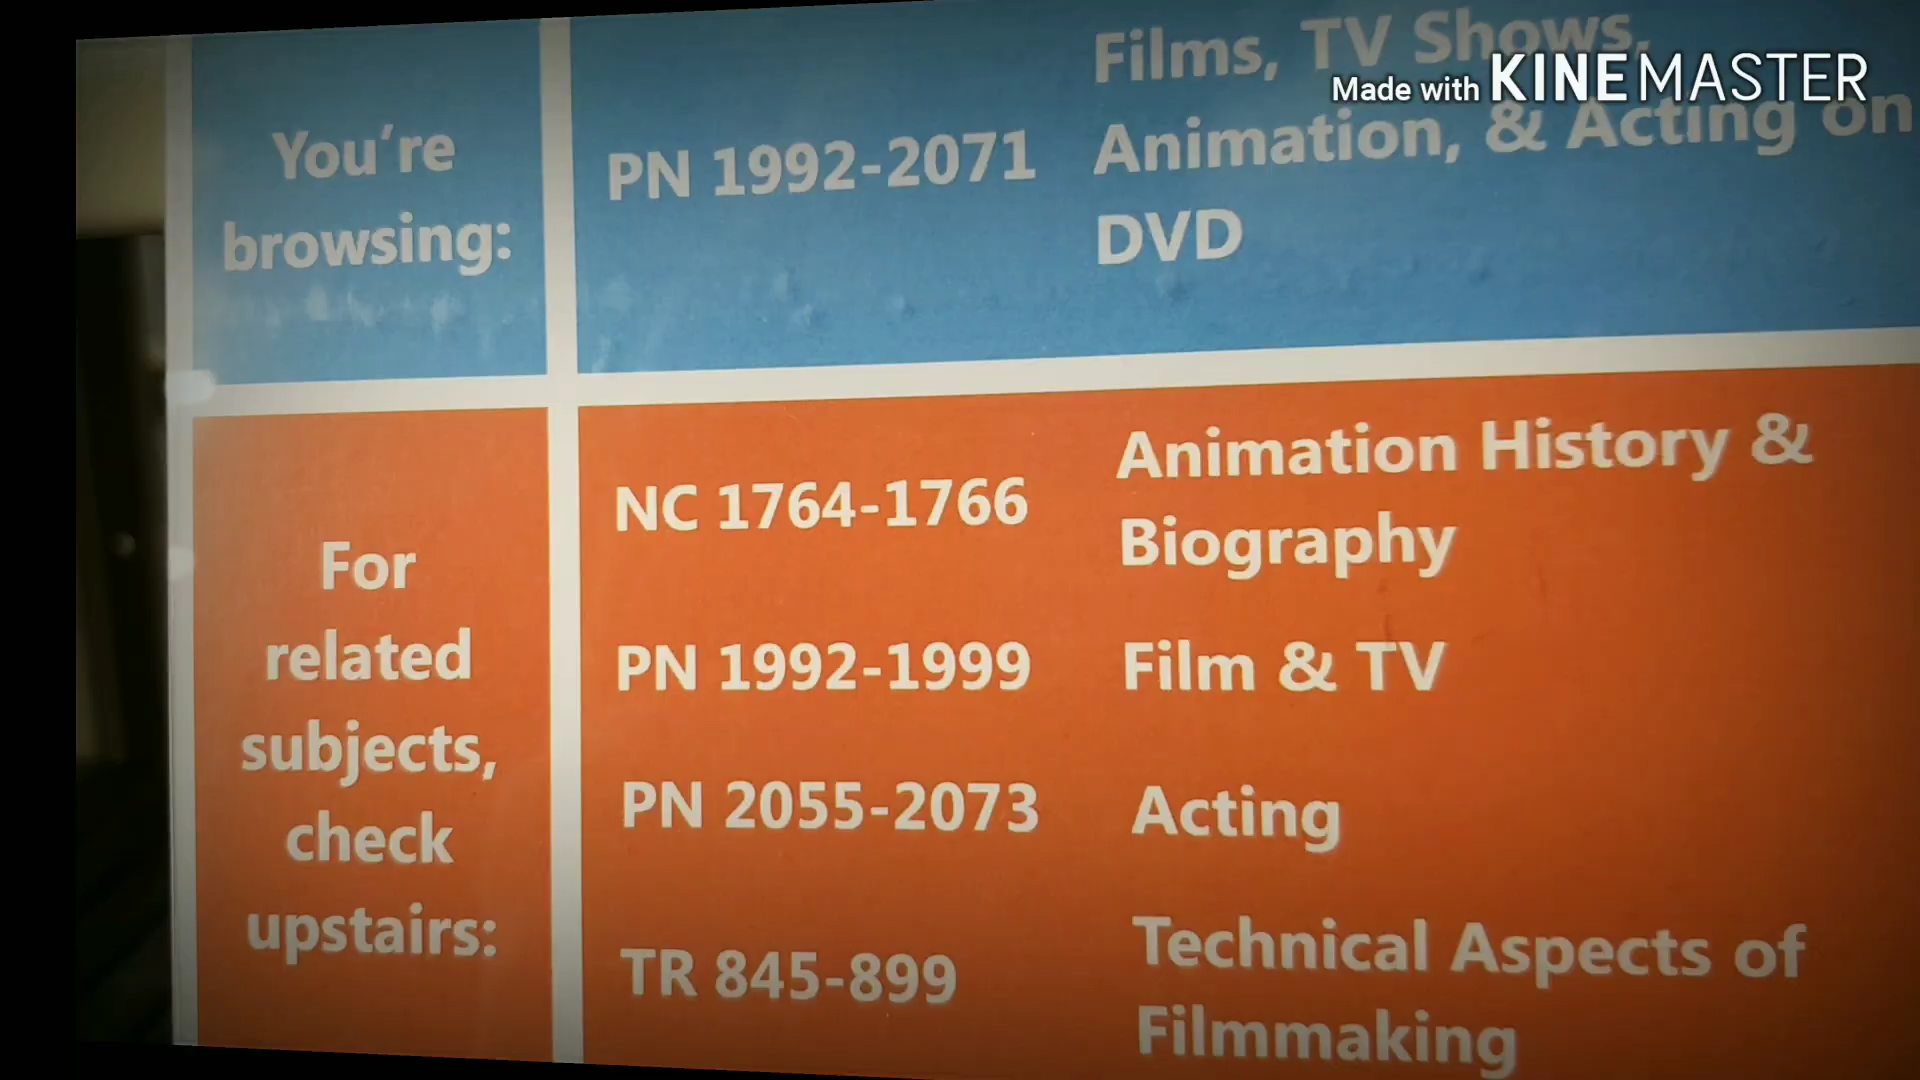 You're
browsing:
PN 1992-2071
Films, TV Shows,
Animation, & Acting on
DVD
Made with KINEMASTER
For
related
subjects,
check
upstairs:
NC 1764-1766
Animation History &
Biography
PN 1992-1999
Film & TV
PN 2055-2073
Acting
TR 845-899
Technical Aspects of
Filmmaking